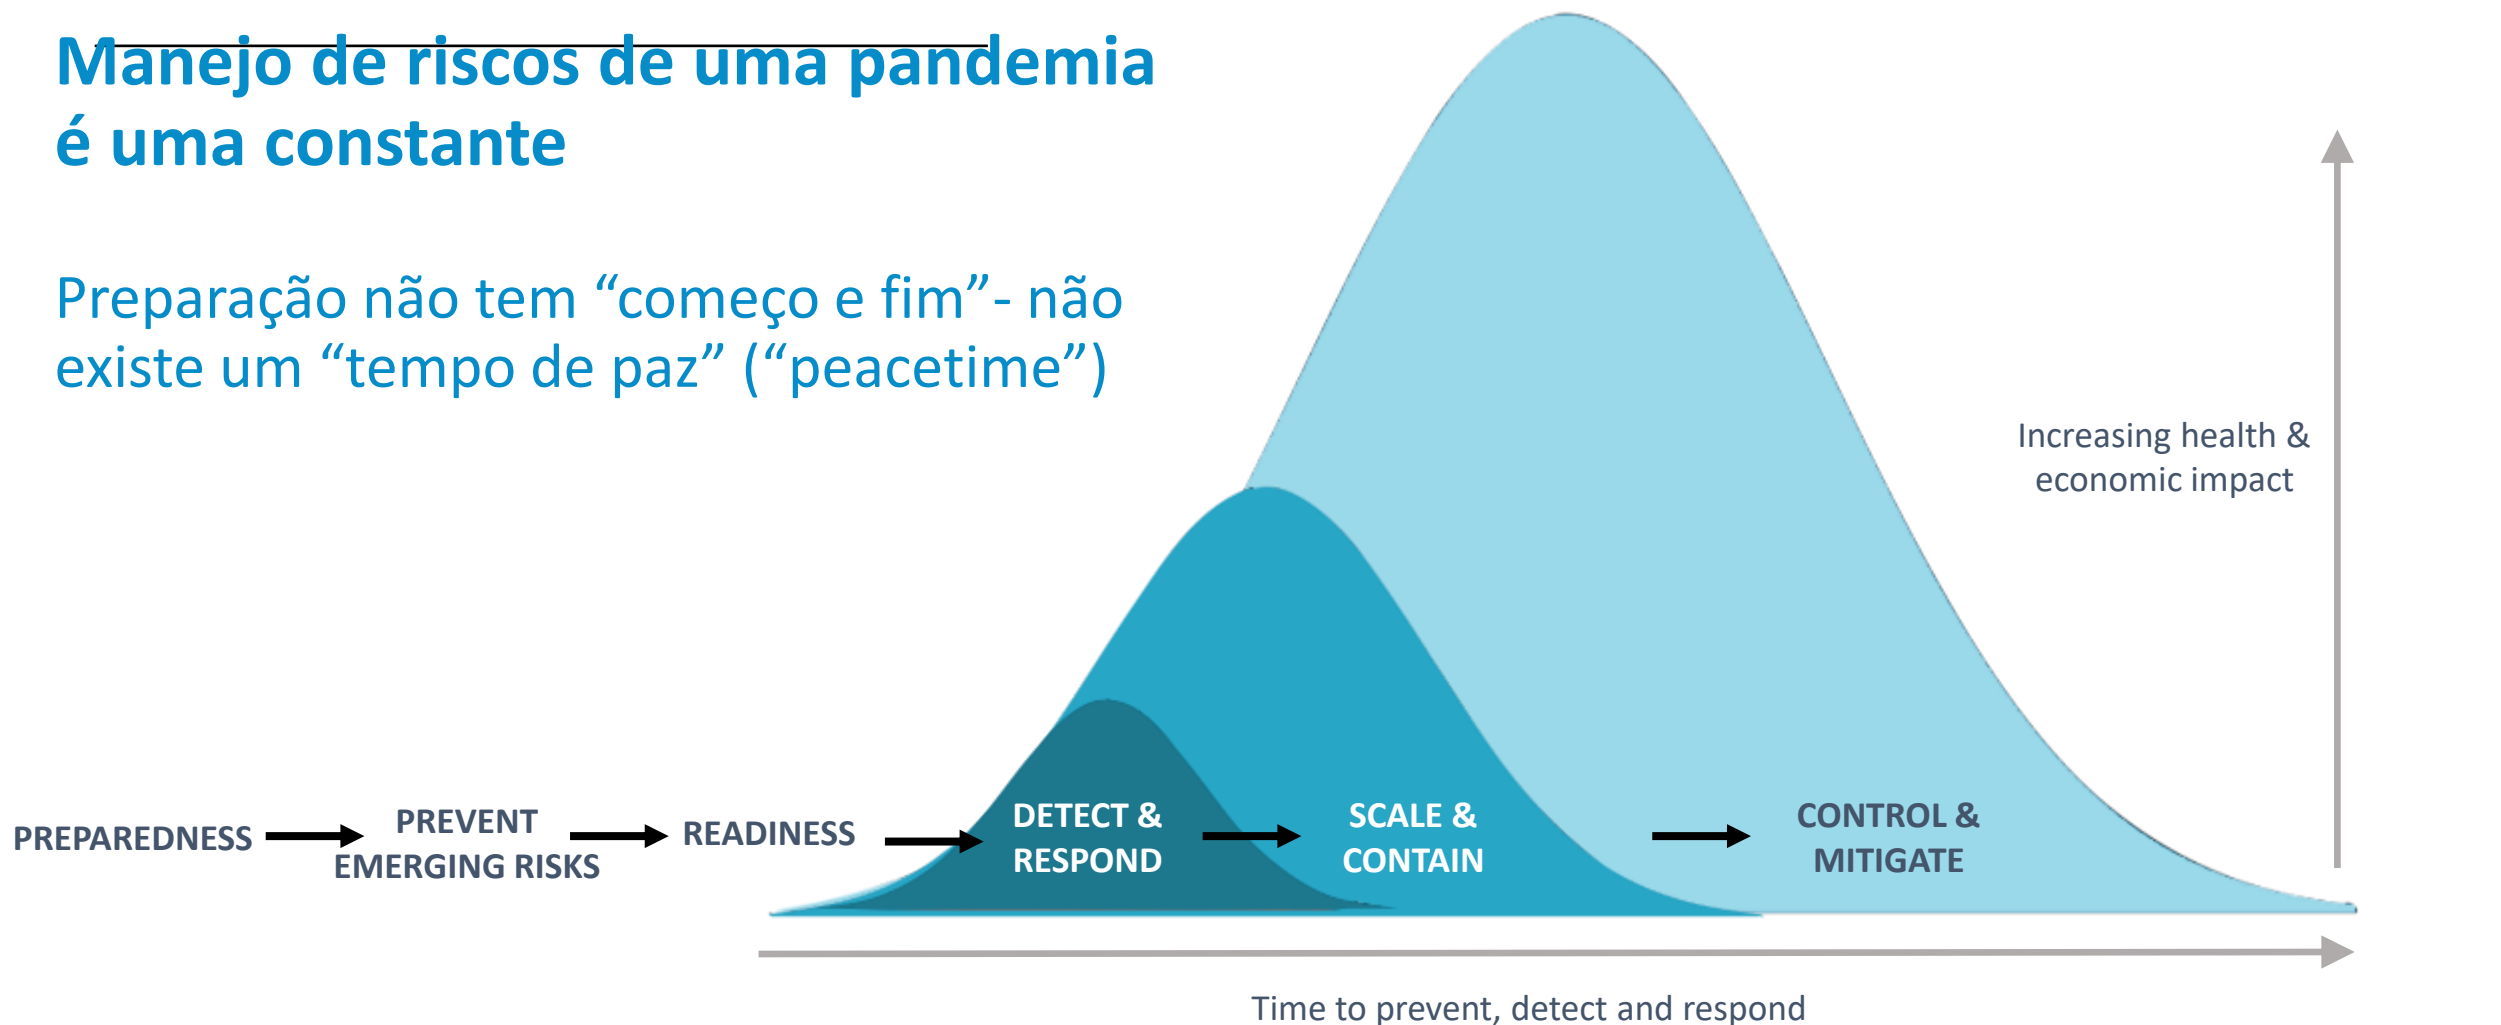 Manejo de riscos de uma pandemia
é uma constante
Preparação não tem “começo e fim”- não
existe um “tempo de paz” (“peacetime”)
Increasing health &
economic impact
PREPAREDNESS
PREVENT
EMERGING RISKS
READINESS
DETECT &
RESPOND
SCALE &
CONTAIN
CONTROL &
MITIGATE
Time to prevent, detect and respond